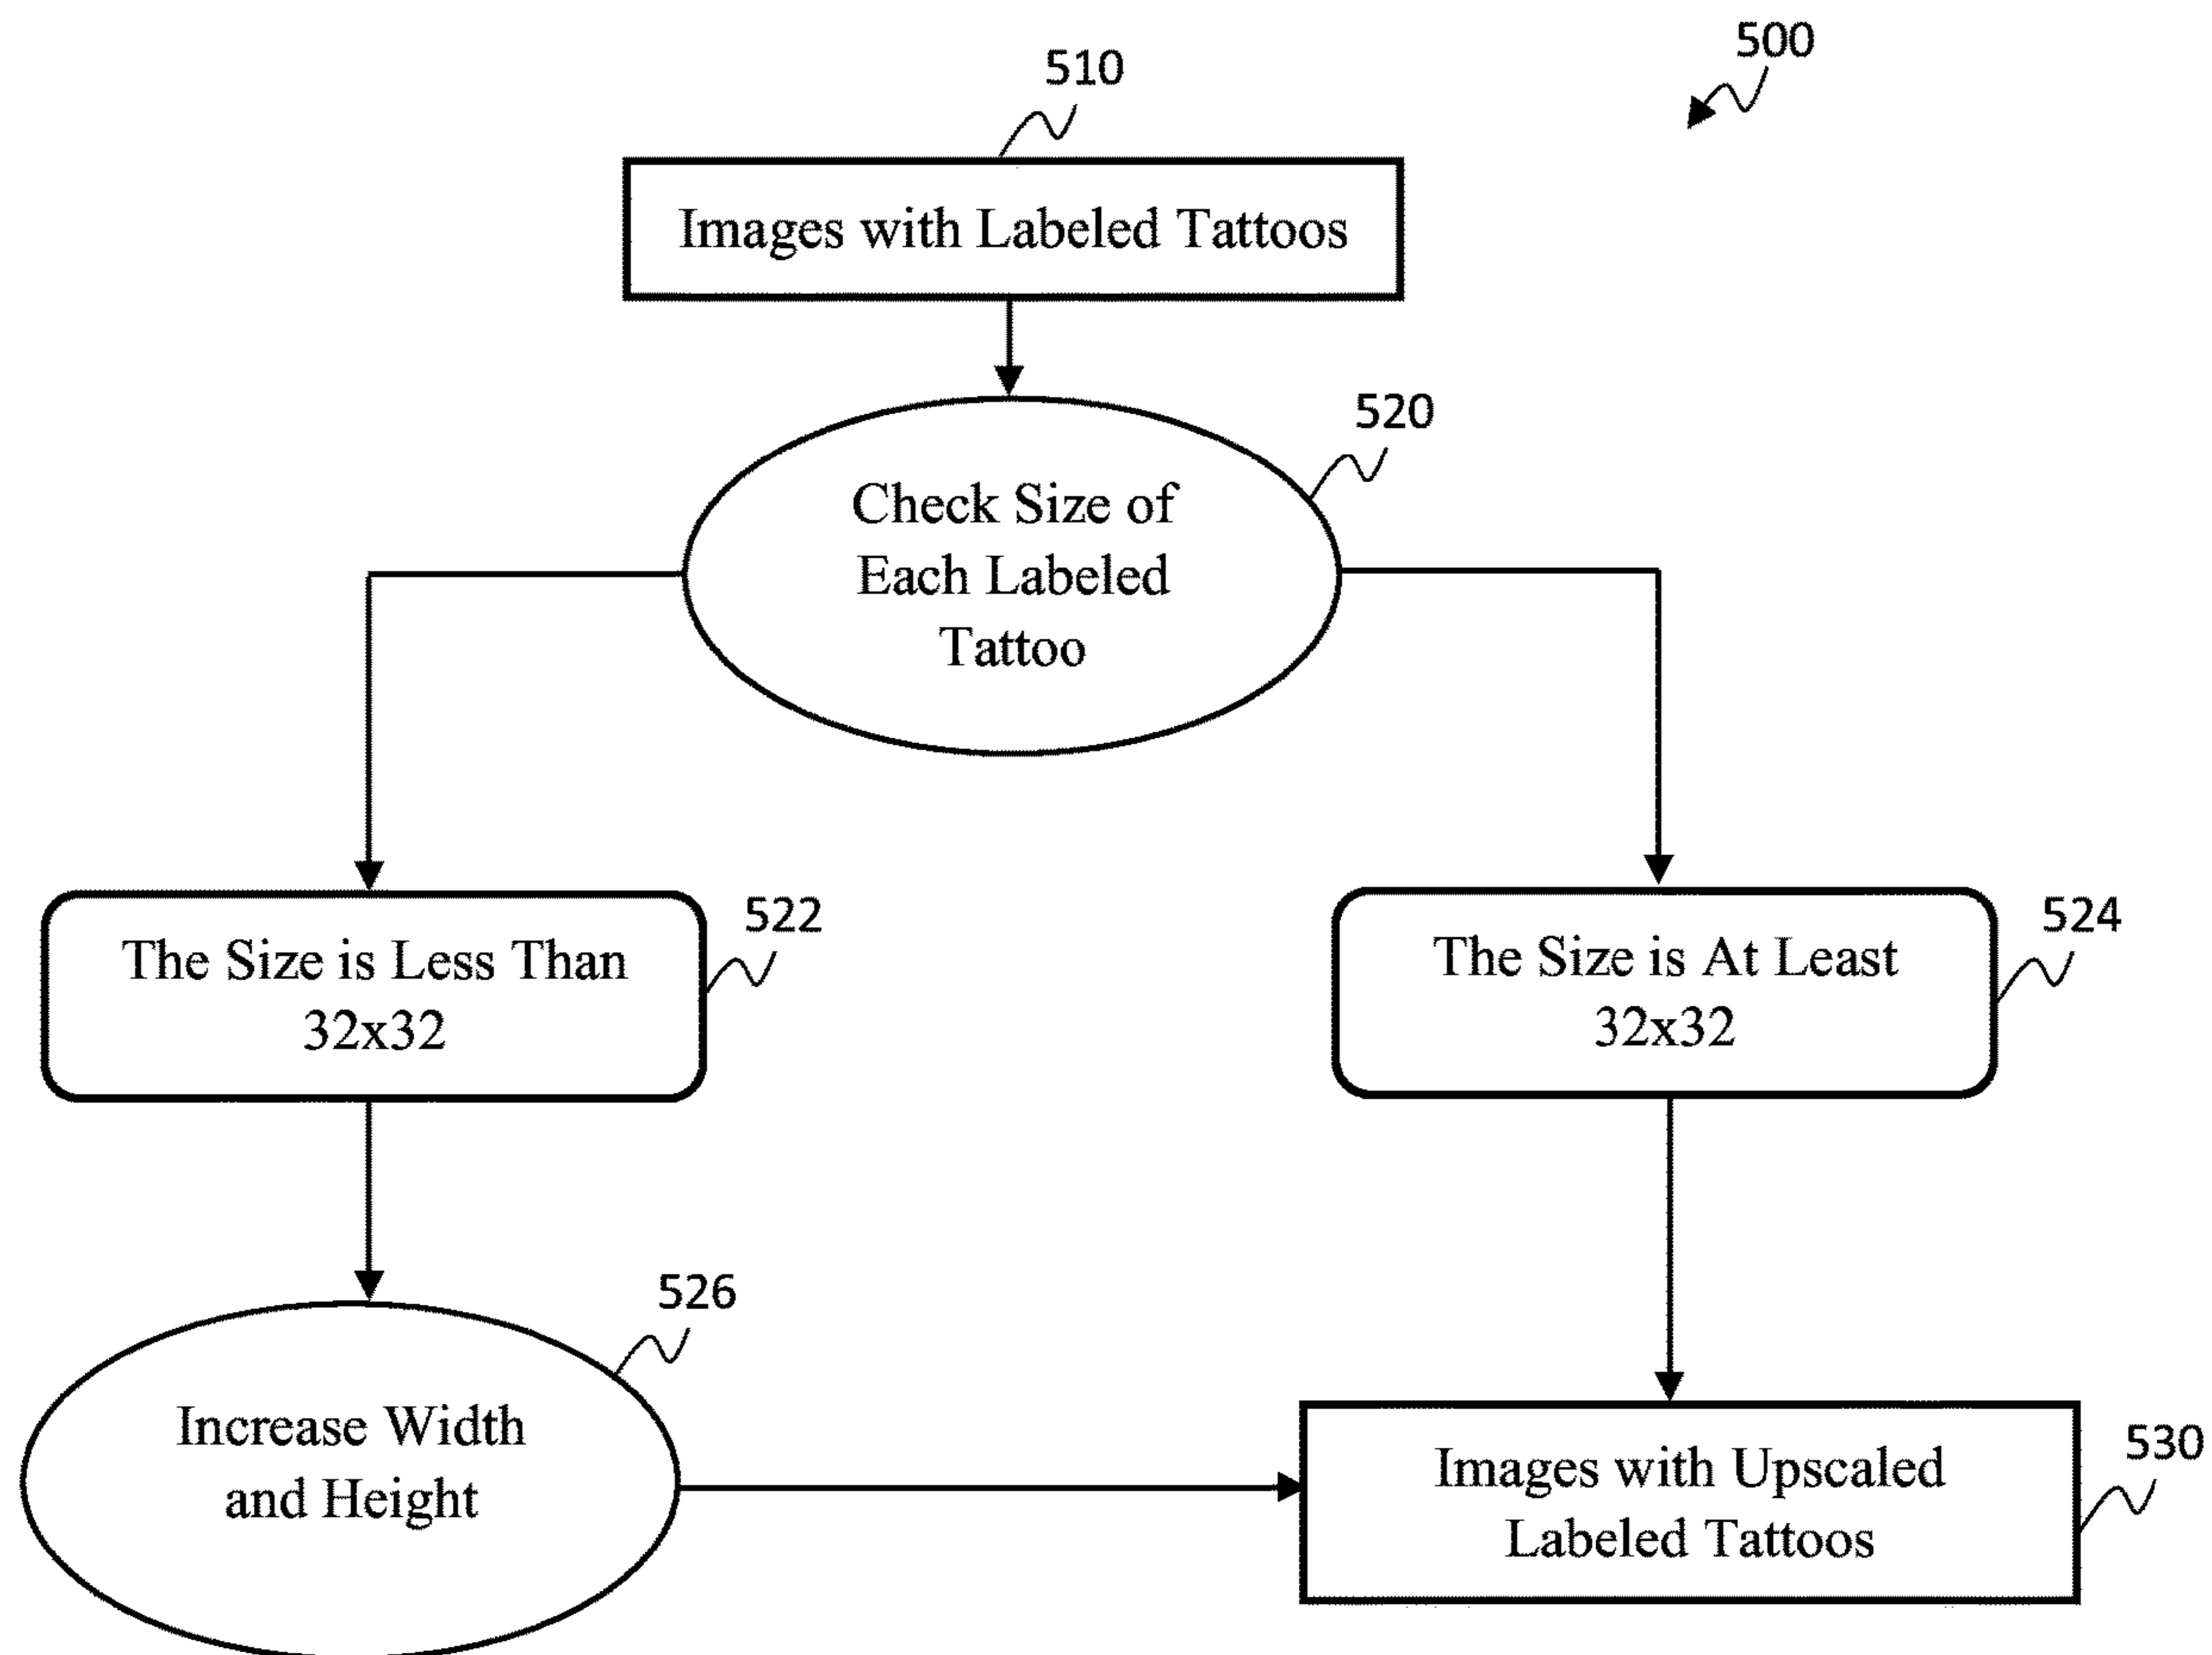 500
510
Images with Labeled Tattoos
520
Check Size of
Each Labeled
Tattoo
522
The Size is Less Than
32x32
524
The Size is At Least
32x32
526
Increase Width
and Height
530
Images with Upscaled
Labeled Tattoos